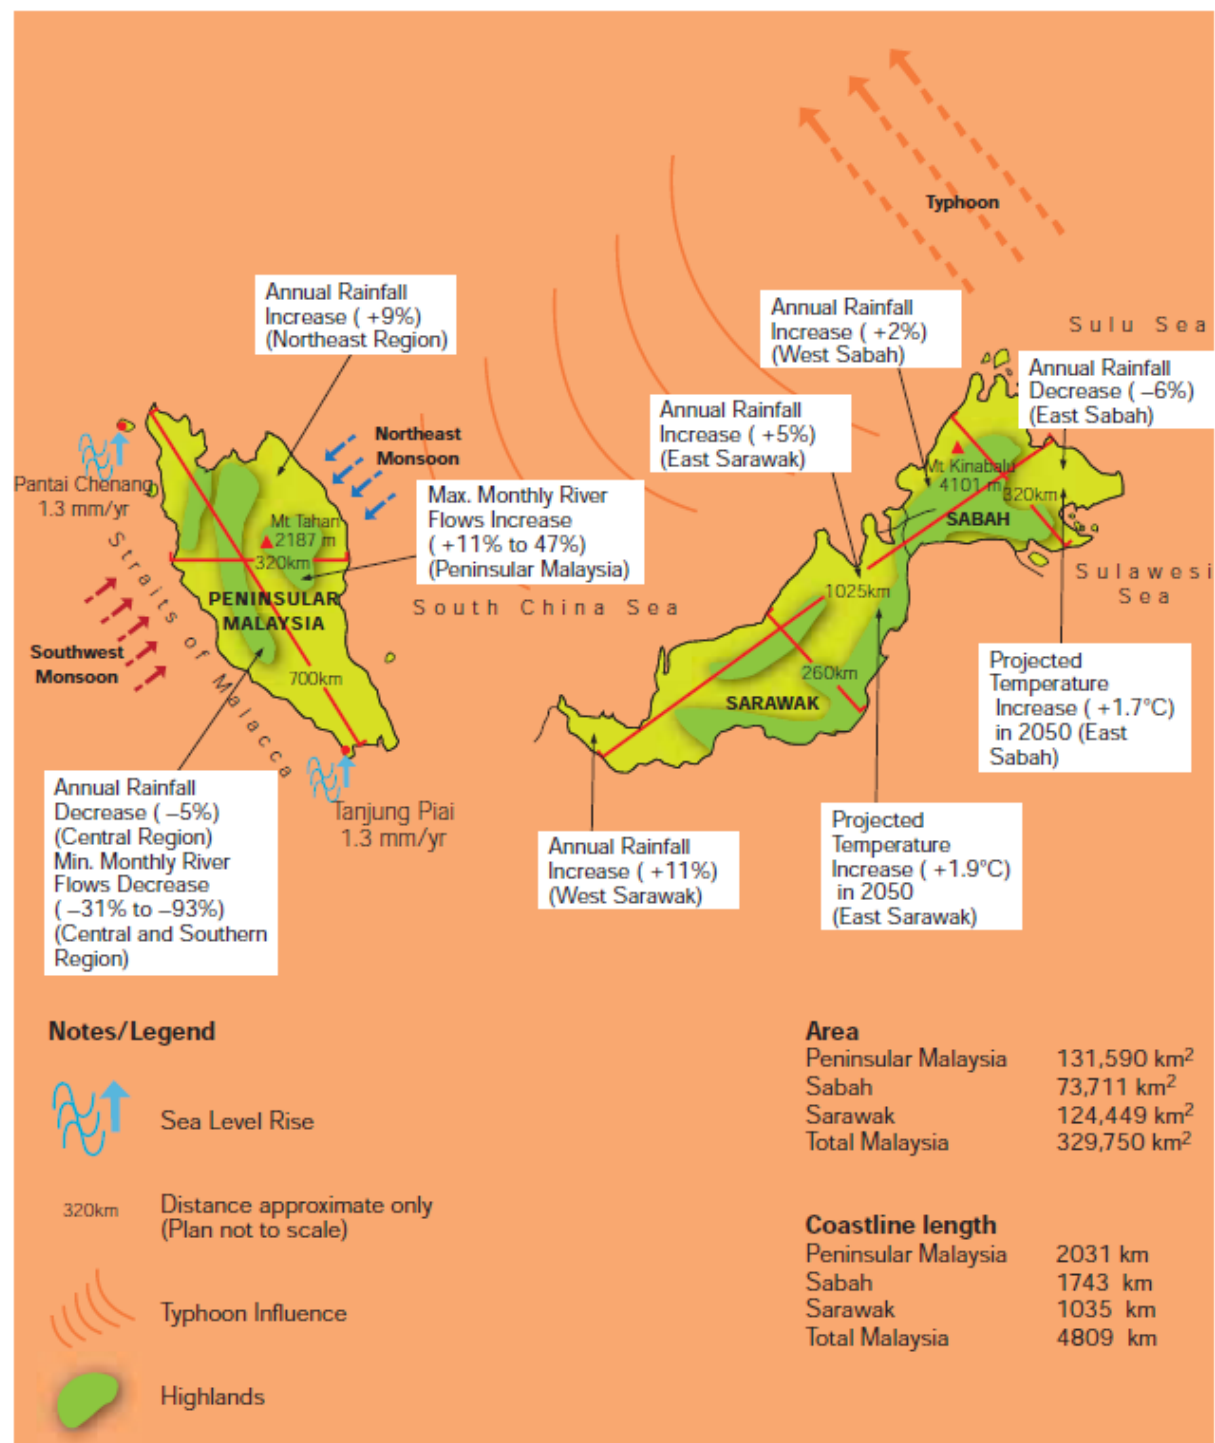 Typhoon
Annual Rainfall
Increase ( +9%)
(Northeast Region)
Annual Rainfall
Increase ( +2%)
(West Sabah)
Sulu Sea
Annual Rainfall
Decrease ( –6%)
(East Sabah)
Annual Rainfall
Increase ( +5%)
(East Sarawak)
Northeast
Monsoon
Pantai Chenang
1.3 mm/yr
Max. Monthly River
Flows Increase
( +11% to 47%)
(Peninsular Malaysia)
Mt Kinabalu
4101 m
320km
SABAH
Mt Tahan
2187 m
320km
PENINSULAR
MALAYSIA
700km
Straits of Malacca
Southwest
Monsoon
South China Sea
Sulawesi
Sea
1025km
260km
SARAWAK
Projected
Temperature
Increase ( +1.7°C)
in 2050 (East
Sabah)
Annual Rainfall
Decrease ( –5%)
(Central Region)
Min. Monthly River
Flows Decrease
( –31% to –93%)
(Central and Southern
Region)
Tanjung Piai
1.3 mm/yr
Annual Rainfall
Increase ( +11%)
(West Sarawak)
Projected
Temperature
Increase ( +1.9°C)
in 2050
(East Sarawak)
Notes/Legend
Sea Level Rise
320km
Distance approximate only
(Plan not to scale)
Typhoon Influence
Highlands
Area
Peninsular Malaysia 131,590 km²
Sabah 73,711 km²
Sarawak 124,449 km²
Total Malaysia 329,750 km²
Coastline length
Peninsular Malaysia 2031 km
Sabah 1743 km
Sarawak 1035 km
Total Malaysia 4809 km